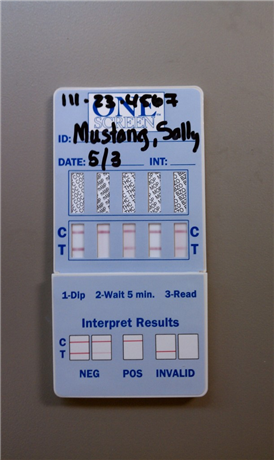 111-23-4567
ONE
SCREEN
ID: Mustang, Sally
DATE: 5/3 INT:
C C
T T
1-Dip 2-Wait 5 min. 3-Read
Interpret Results
C
T
NEG POS INVALID